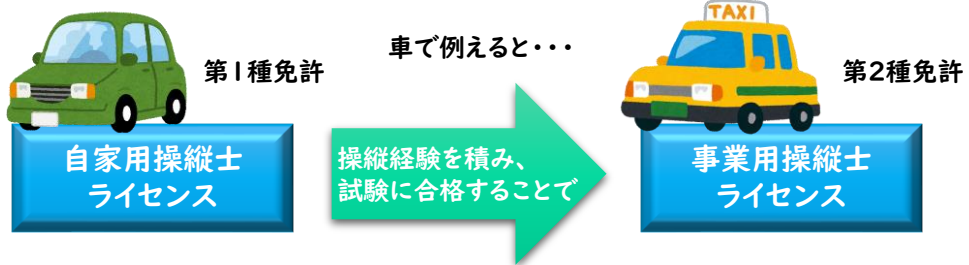 TAXI
車で例えると・・・
第1種免許
第2種免許
自家用操縦士
ライセンス
操縦経験を積み、
試験に合格することで
事業用操縦士
ライセンス